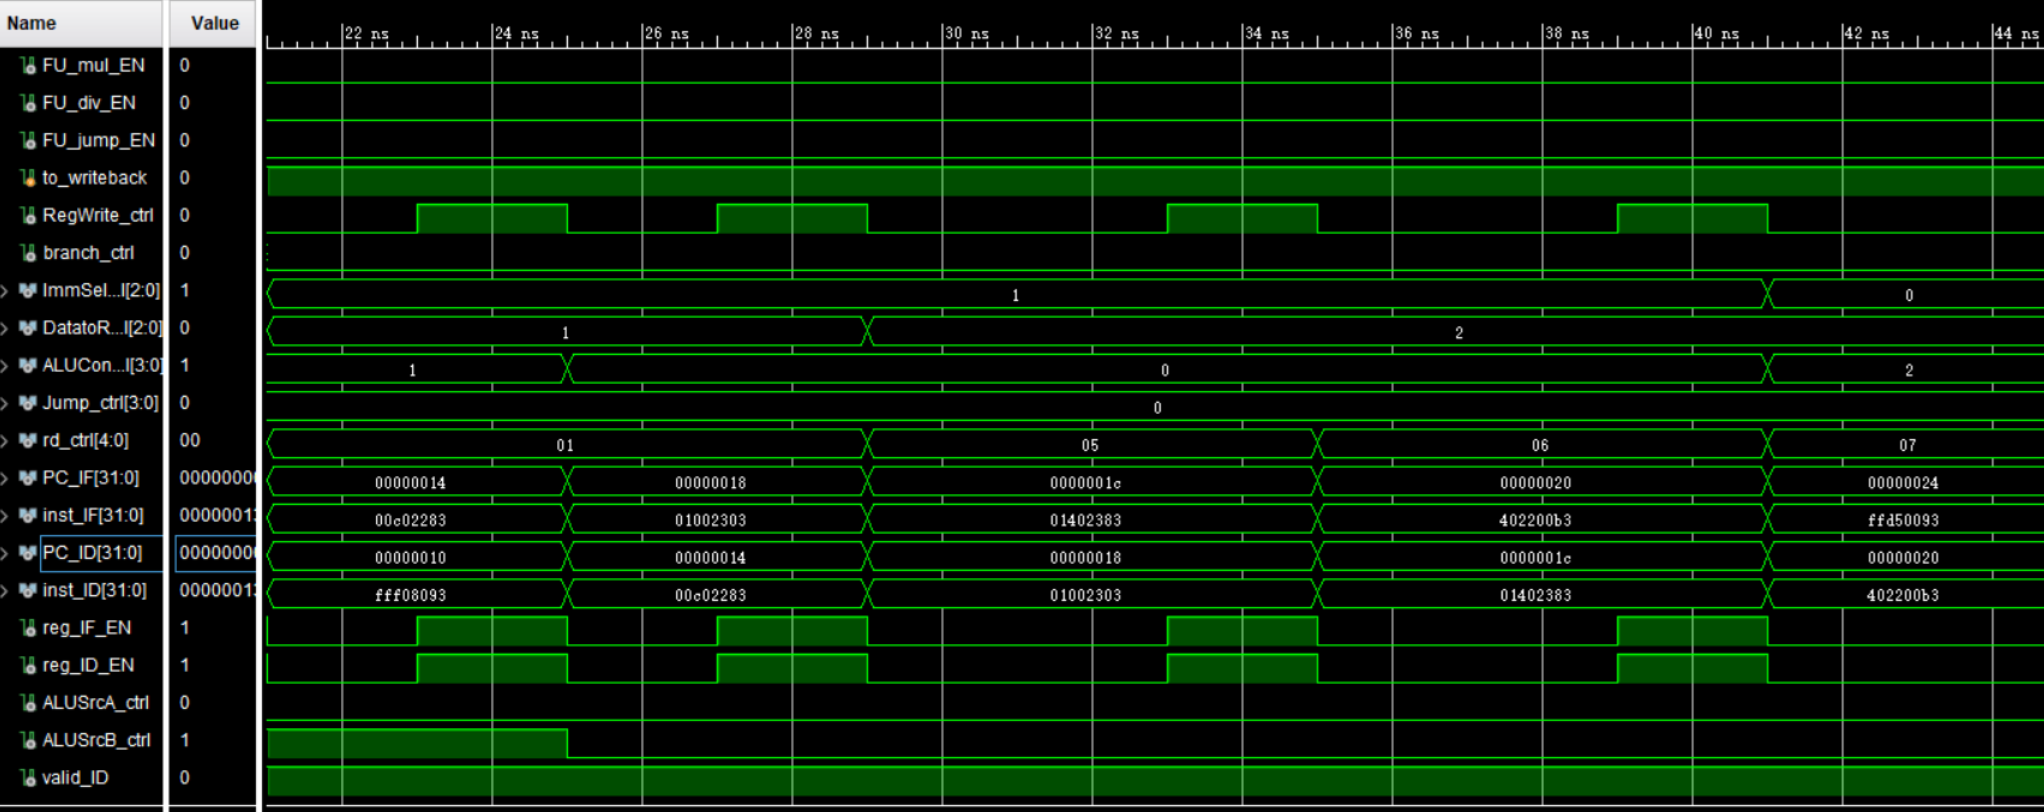 Name Value
22 ns 24 ns 26 ns 28 ns 30 ns 32 ns 34 ns 36 ns 38 ns 40 ns 42 ns 44 ns
FU_mul_EN 0
FU_div_EN 0
FU_jump_EN 0
to_writeback 0
RegWrite_ctrl 0
branch_ctrl 0
ImmSel...l[2:0] 1 1 0
DatatoR...l[2:0] 0 1 2
ALUCon...l[3:0] 1 1 0 2
Jump_ctrl[3:0] 0 0
rd_ctrl[4:0] 00 01 05 06 07
PC_IF[31:0] 00000000 00000014 00000018 0000001c 00000020 00000024
inst_IF[31:0] 00000013 00c02283 01002303 01402383 402200b3 ffd50093
PC_ID[31:0] 00000000 00000010 00000014 00000018 0000001c 00000020
inst_ID[31:0] 00000013 fff08093 00c02283 01002303 01402383 402200b3
reg_IF_EN 1
reg_ID_EN 1
ALUSrcA_ctrl 0
ALUSrcB_ctrl 1
valid_ID 0